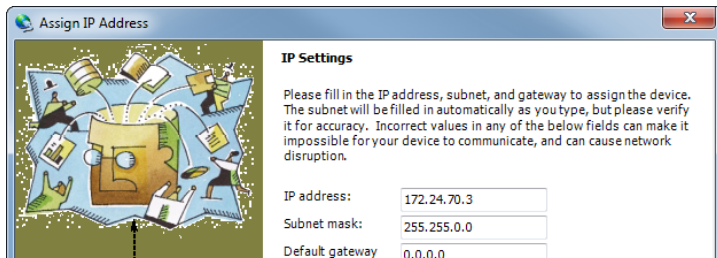 Assign IP Address
IP Settings
Please fill in the IP address, subnet, and gateway to assign the device.
The subnet will be filled in automatically as you type, but please verify
it for accuracy. Incorrect values in any of the below fields can make it
impossible for your device to communicate, and can cause network
disruption.
IP address: 172.24.70.3
Subnet mask: 255.255.0.0
Default gateway 0.0.0.0